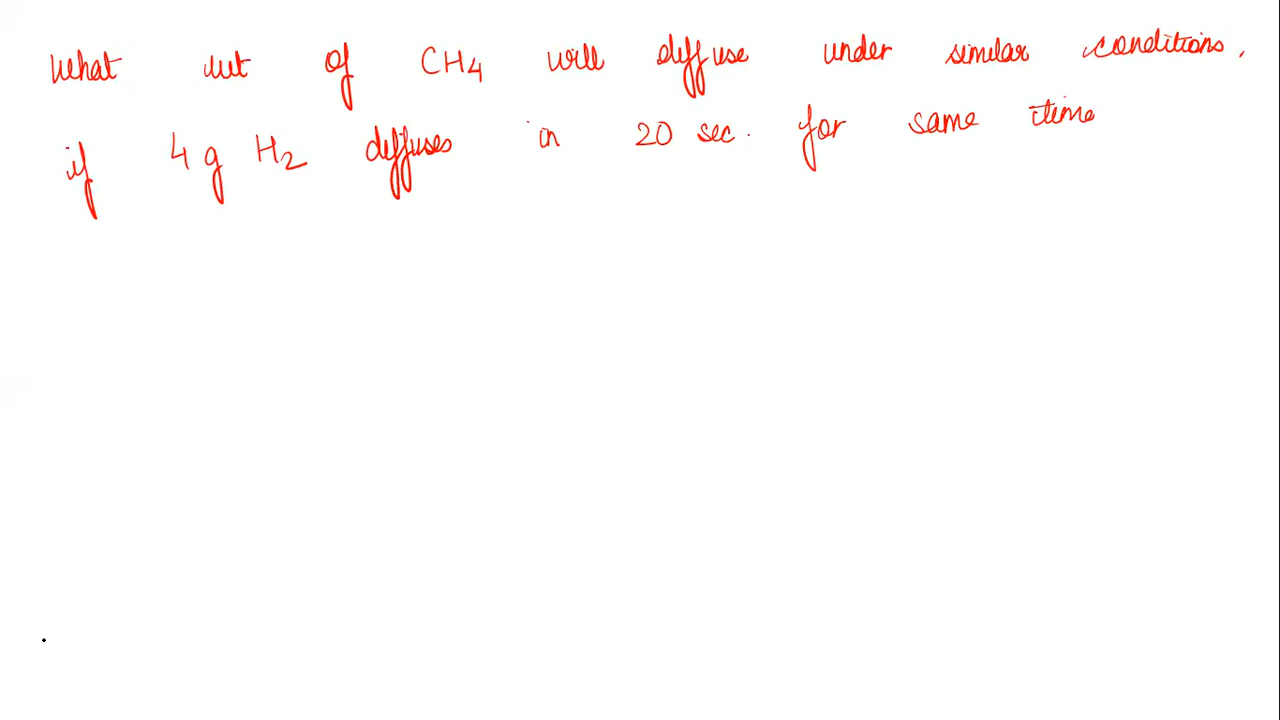 What wt of CH4 will diffuse under similar conditions,
if 4 g H2 diffuses in 20 sec. for same time